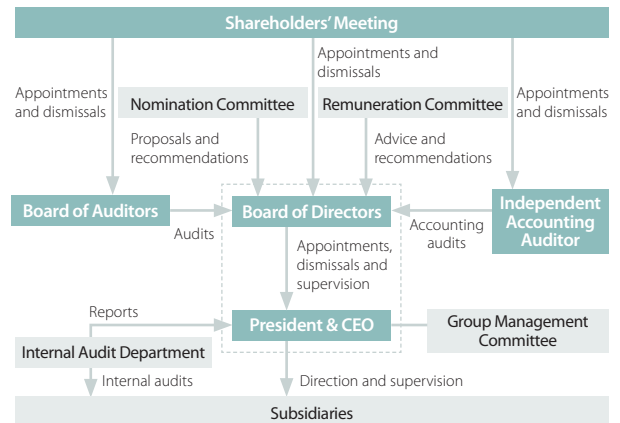 Shareholders' Meeting
Appointments and
dismissals
Appointments and
dismissals
Appointments
and dismissals
Nomination Committee
Remuneration Committee
Proposals and
recommendations
Advice and
recommendations
Board of Auditors
Audits
Board of Directors
Accounting
audits
Independent
Accounting
Auditor
Appointments,
dismissals and
supervision
Reports
President & CEO
Group Management
Committee
Internal Audit Department
Internal audits
Direction and supervision
Subsidiaries